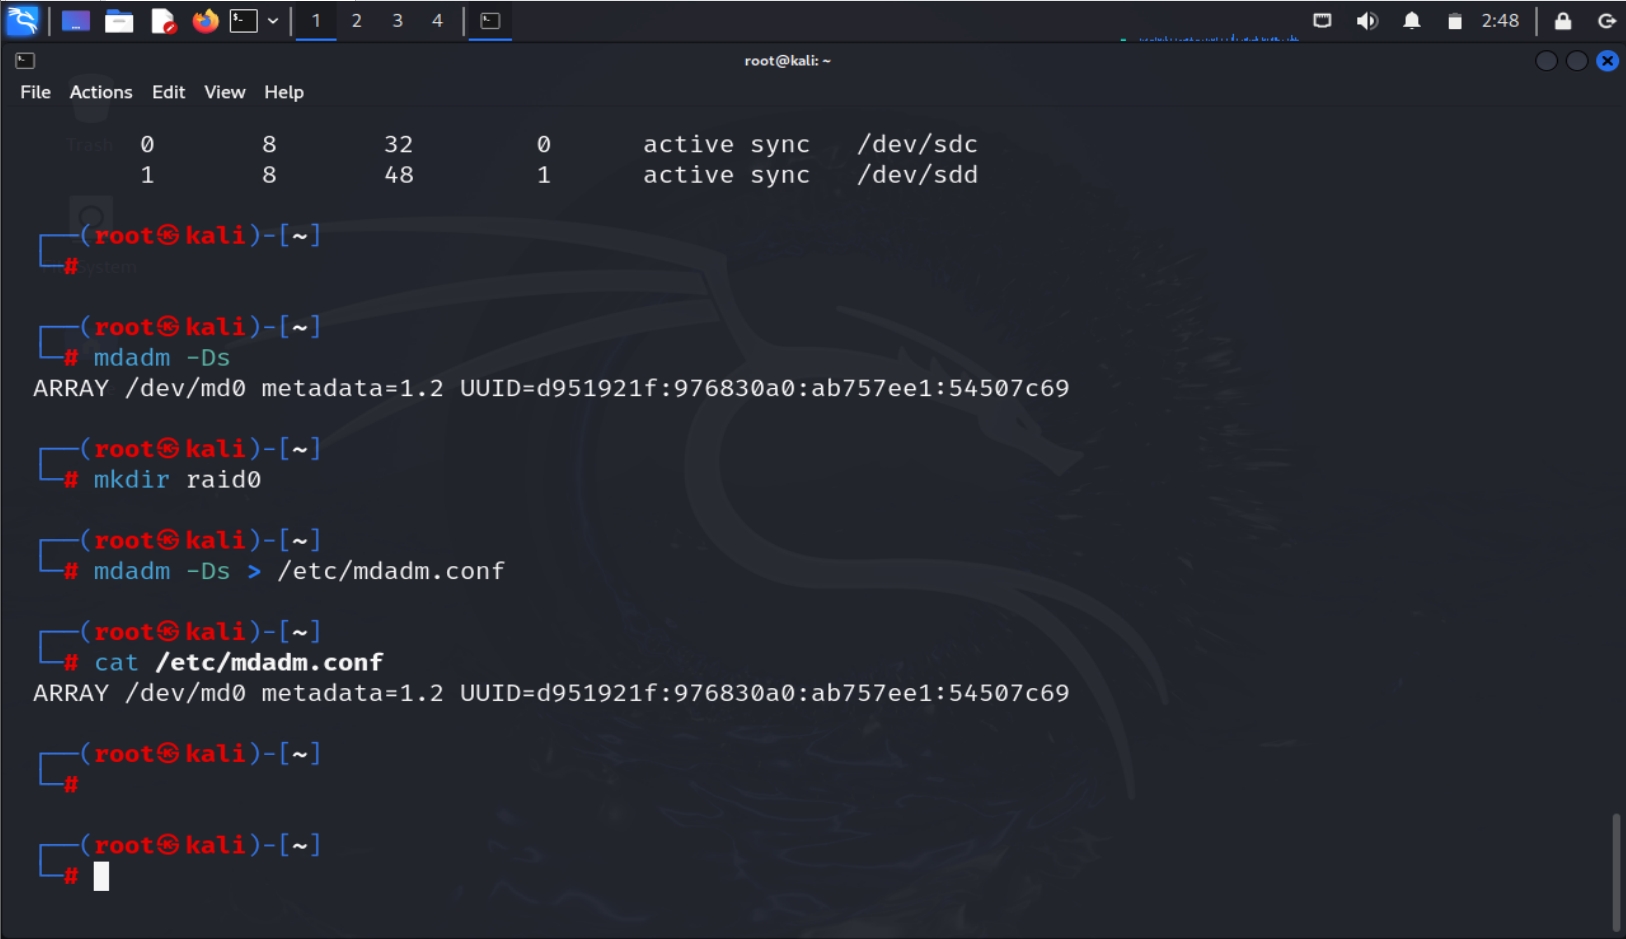 1 2 3 4 2:48
root@kali: ~
File Actions Edit View Help
Trash
0 8 32 0 active sync /dev/sdc
1 8 48 1 active sync /dev/sdd
┌──(root㉿kali)-[~]
└─#
System
┌──(root㉿kali)-[~]
└─# mdadm -Ds
ARRAY /dev/md0 metadata=1.2 UUID=d951921f:976830a0:ab757ee1:54507c69
┌──(root㉿kali)-[~]
└─# mkdir raid0
┌──(root㉿kali)-[~]
└─# mdadm -Ds > /etc/mdadm.conf
┌──(root㉿kali)-[~]
└─# cat /etc/mdadm.conf
ARRAY /dev/md0 metadata=1.2 UUID=d951921f:976830a0:ab757ee1:54507c69
┌──(root㉿kali)-[~]
└─#
┌──(root㉿kali)-[~]
└─#